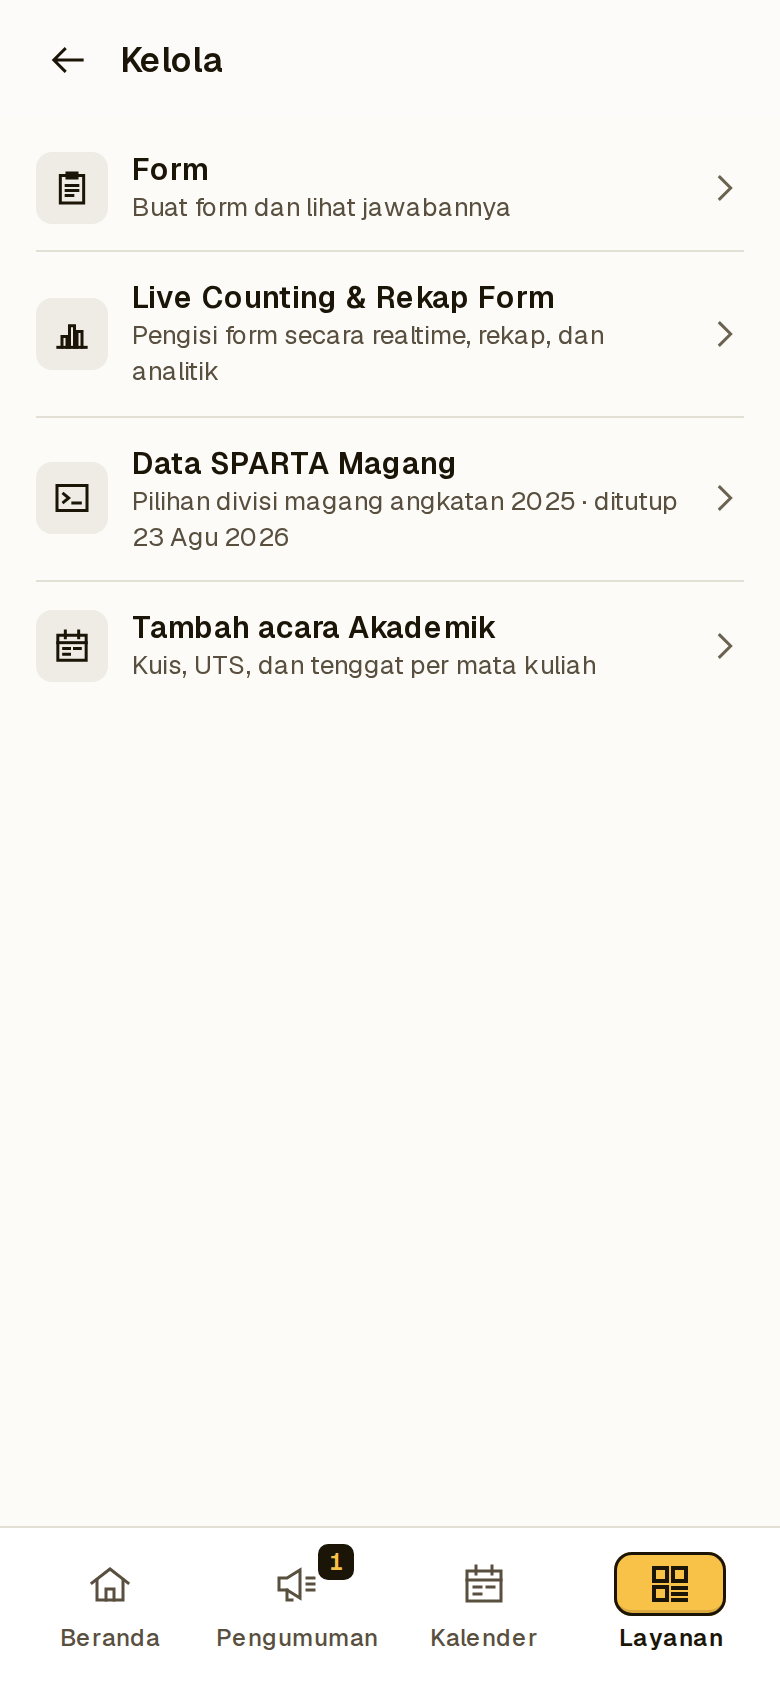 Kelola
Form
Buat form dan lihat jawabannya
Live Counting & Rekap Form
Pengisi form secara realtime, rekap, dan
analitik
Data SPARTA Magang
Pilihan divisi magang angkatan 2025 · ditutup
23 Agu 2026
Tambah acara Akademik
Kuis, UTS, dan tenggat per mata kuliah
1
Beranda
Pengumuman
Kalender
Layanan